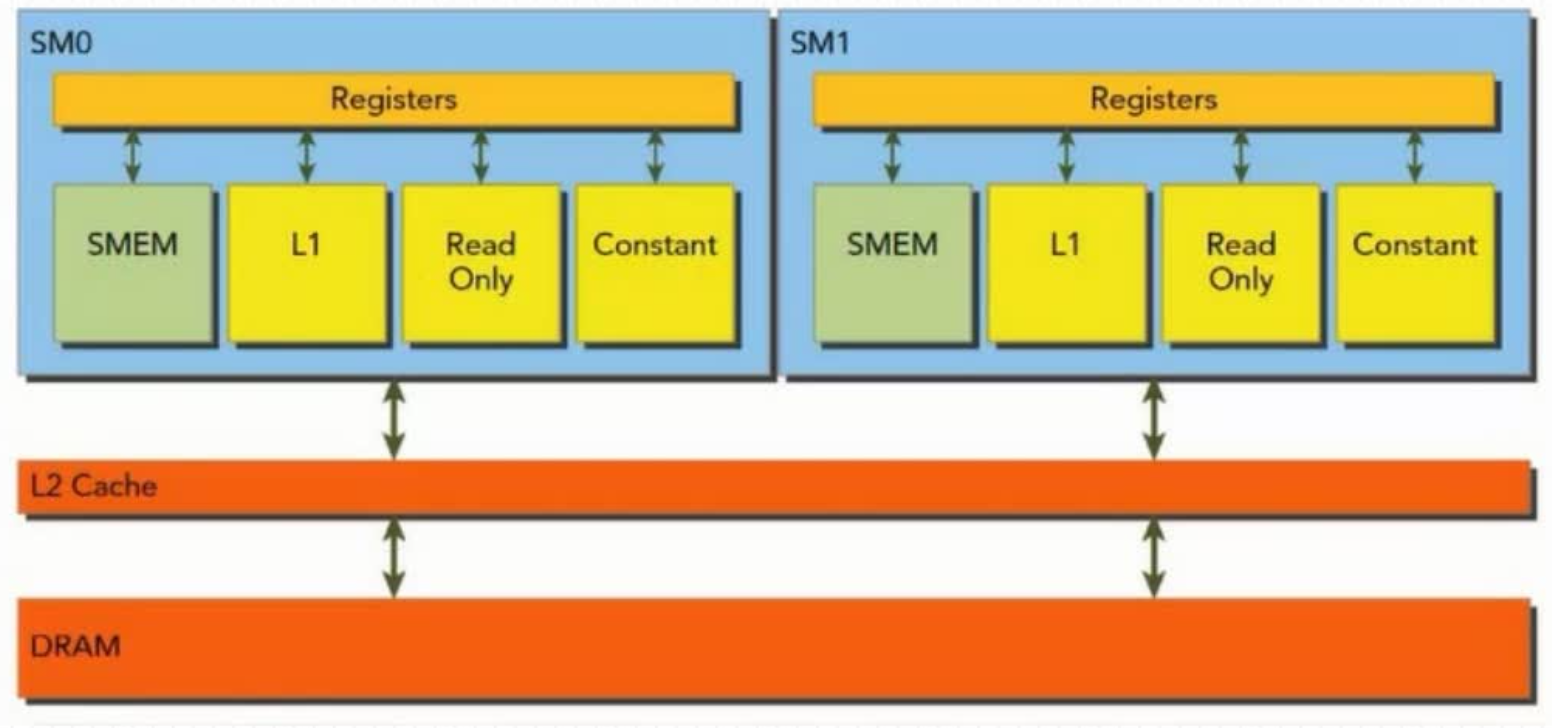 SM0
Registers
SMEM
L1
Read
Only
Constant
SM1
Registers
SMEM
L1
Read
Only
Constant
L2 Cache
DRAM